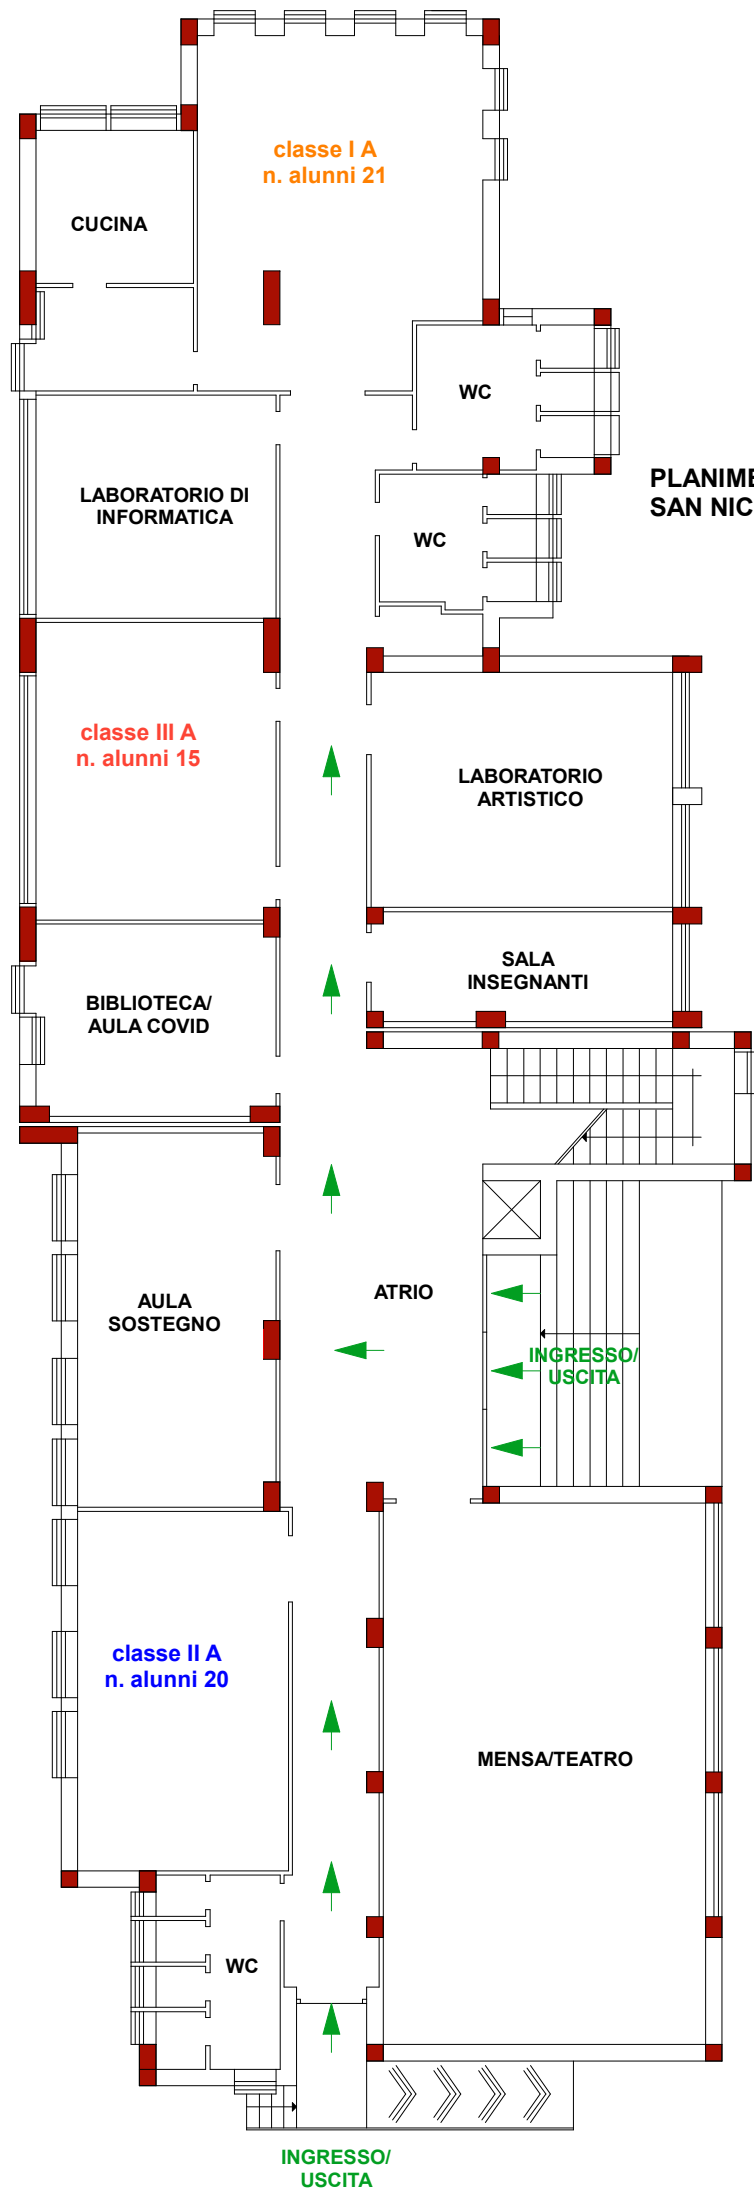 classe I A
n. alunni 21
CUCINA
WC
LABORATORIO DI
INFORMATICA
WC
SAN NIC
classe III A
n. alunni 15
LABORATORIO
ARTISTICO
SALA
INSEGNANTI
BIBLIOTECA/
AULA COVID
AULA
SOSTEGNO
ATRIO
INGRESSO/
USCITA
classe II A
n. alunni 20
MENSA/TEATRO
WC
INGRESSO/
USCITA